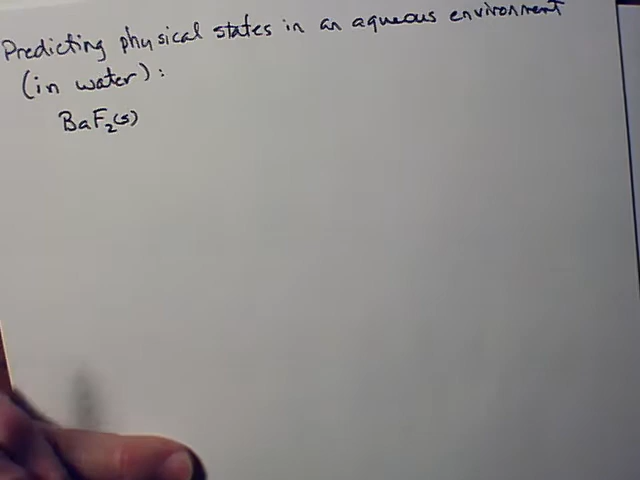 Predicting physical states in an aqueous environment
(in water):
BaF₂(s)